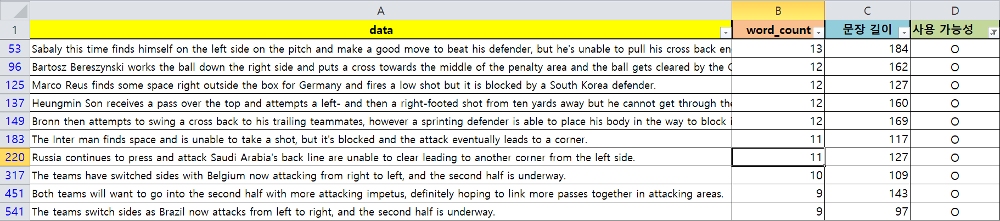 A B C D
1 data word_count 문장 길이 사용 가능성
53 Sabaly this time finds himself on the left side on the pitch and make a good move to beat his defender, but he's unable to pull his cross back en 13 184 O
96 Bartosz Bereszynski works the ball down the right side and puts a cross towards the middle of the penalty area and the ball gets cleared by the 12 162 O
125 Marco Reus finds some space right outside the box for Germany and fires a low shot but it is blocked by a South Korea defender. 12 127 O
137 Heungmin Son receives a pass over the top and attempts a left- and then a right-footed shot from ten yards away but he cannot get through the 12 160 O
149 Bronn then attempts to swing a cross back to his trailing teammates, however a sprinting defender is able to place his body in the way to block i 12 169 O
183 The Inter man finds space and is unable to take a shot, but it's blocked and the attack eventually leads to a corner. 11 117 O
220 Russia continues to press and attack Saudi Arabia's back line are unable to clear leading to another corner from the left side. 11 127 O
317 The teams have switched sides with Belgium now attacking from right to left, and the second half is underway. 10 109 O
451 Both teams will want to go into the second half with more attacking impetus, definitely hoping to link more passes together in attacking areas. 9 143 O
541 The teams switch sides as Brazil now attacks from left to right, and the second half is underway. 9 97 O